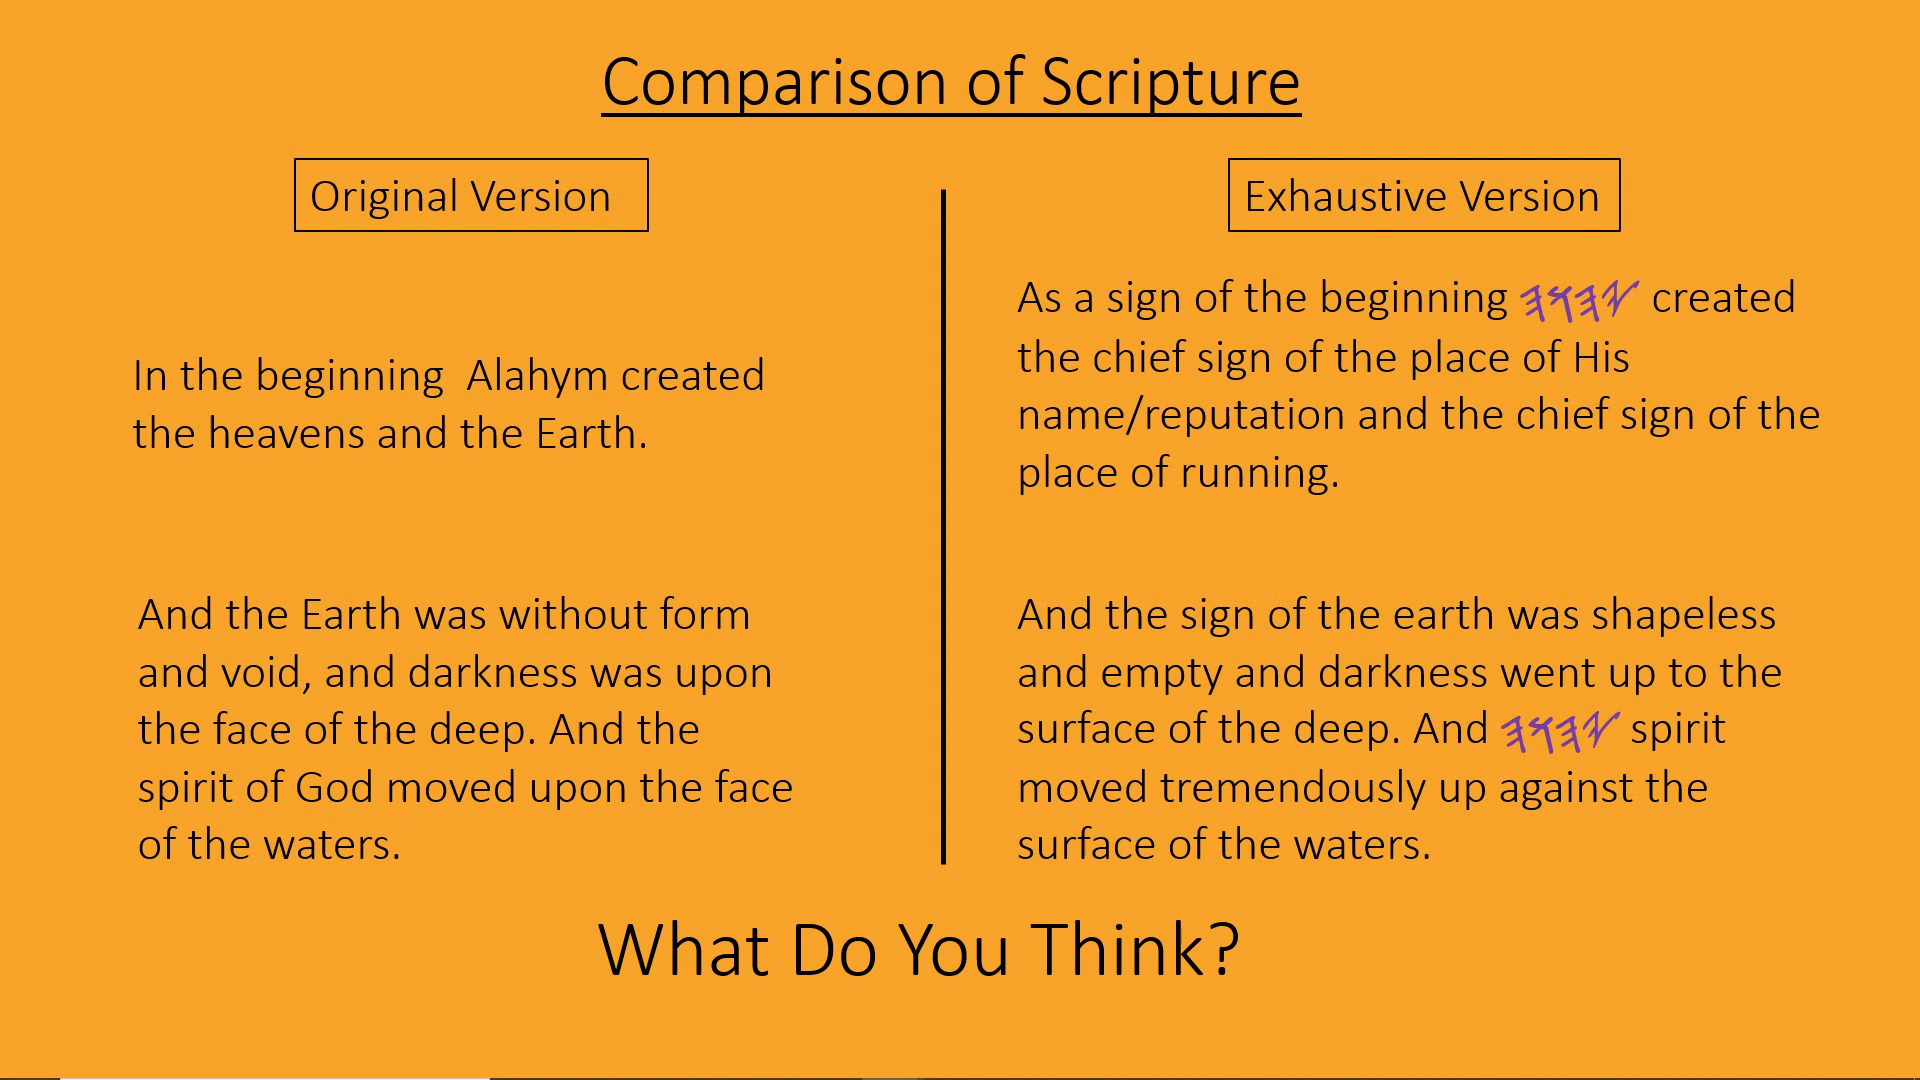 Comparison of Scripture
Original Version
In the beginning Alahym created
the heavens and the Earth.
And the Earth was without form
and void, and darkness was upon
the face of the deep. And the
spirit of God moved upon the face
of the waters.
Exhaustive Version
As a sign of the beginning 𐤉𐤄𐤅𐤄 created
the chief sign of the place of His
name/reputation and the chief sign of the
place of running.
And the sign of the earth was shapeless
and empty and darkness went up to the
surface of the deep. And 𐤉𐤄𐤅𐤄 spirit
moved tremendously up against the
surface of the waters.
What Do You Think?